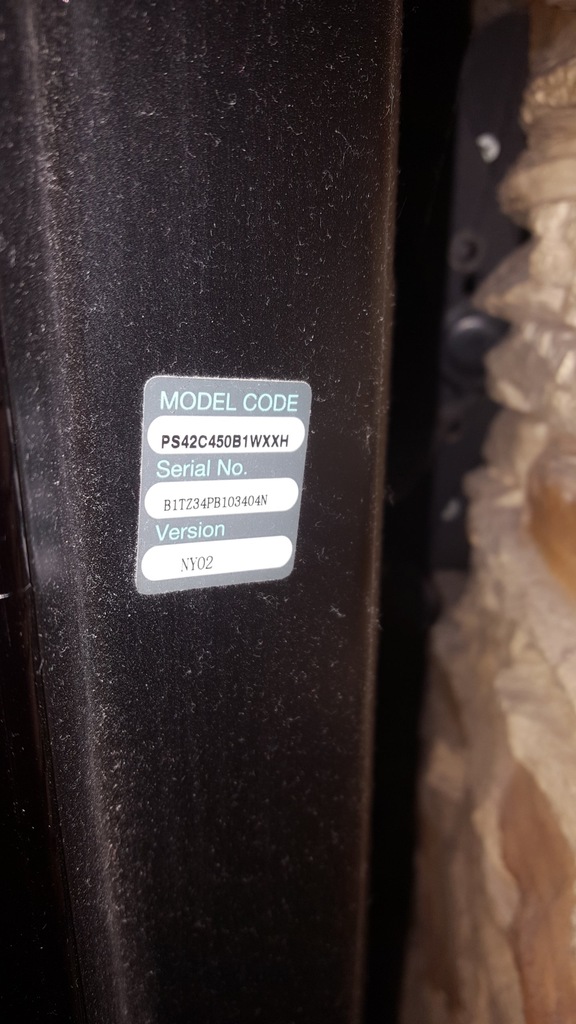 MODEL CODE
PS42C450B1WXXH
Serial No.
B1TZ34PB103404N
Version
NY02